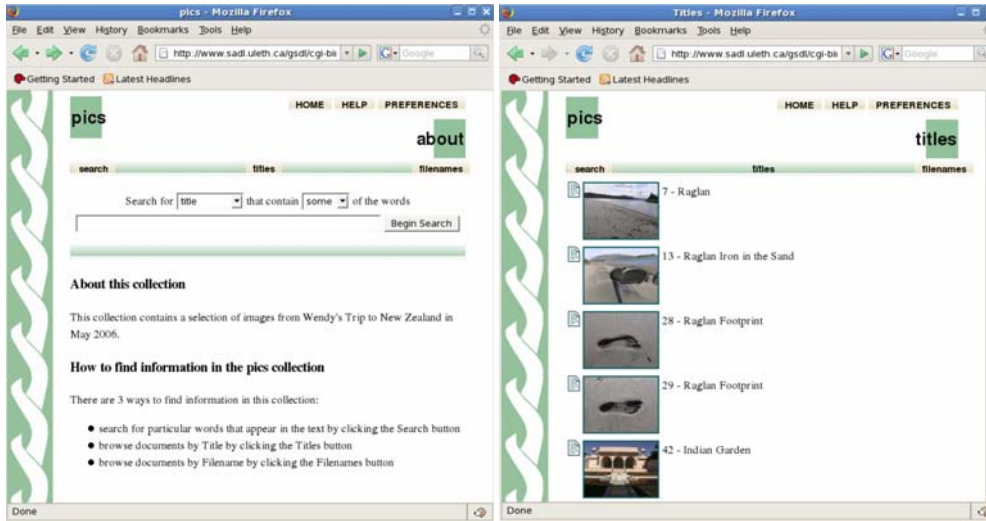 pics - Mozilla Firefox
File Edit View History Bookmarks Tools Help
http://www.sadl.uleth.ca/gsdl/cgi-bi
Google
Getting Started Latest Headlines
pics
HOME HELP PREFERENCES
about
search titles filenames
Search for title that contain some of the words
Begin Search
About this collection
This collection contains a selection of images from Wendy's Trip to New Zealand in
May 2006.
How to find information in the pics collection
There are 3 ways to find information in this collection:
search for particular words that appear in the text by clicking the Search button
browse documents by Title by clicking the Titles button
browse documents by Filename by clicking the Filenames button
Done
Titles - Mozilla Firefox
File Edit View History Bookmarks Tools Help
http://www.sadl.uleth.ca/gsdl/cgi-bi
Google
Getting Started Latest Headlines
pics
HOME HELP PREFERENCES
titles
search titles filenames
7 - Raglan
13 - Raglan Iron in the Sand
28 - Raglan Footprint
29 - Raglan Footprint
42 - Indian Garden
Done